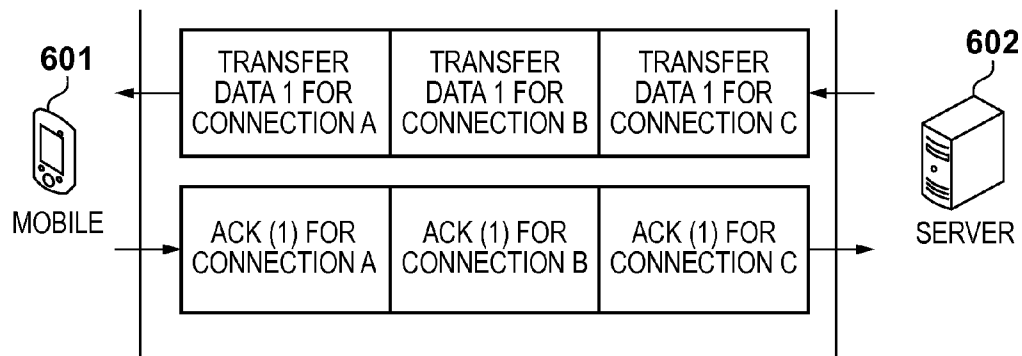 601
602
TRANSFER
DATA 1 FOR
CONNECTION A
TRANSFER
DATA 1 FOR
CONNECTION B
TRANSFER
DATA 1 FOR
CONNECTION C
MOBILE
SERVER
ACK (1) FOR
CONNECTION A
ACK (1) FOR
CONNECTION B
ACK (1) FOR
CONNECTION C